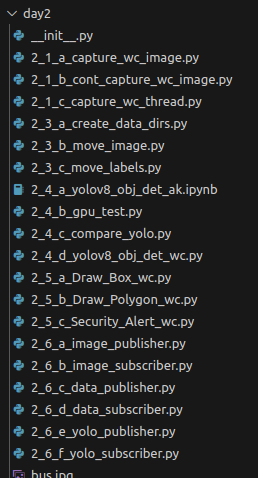 day2
__init__.py
2_1_a_capture_wc_image.py
2_1_b_cont_capture_wc_image.py
2_1_c_capture_wc_thread.py
2_3_a_create_data_dirs.py
2_3_b_move_image.py
2_3_c_move_labels.py
2_4_a_yolov8_obj_det_ak.ipynb
2_4_b_gpu_test.py
2_4_c_compare_yolo.py
2_4_d_yolov8_obj_det_wc.py
2_5_a_Draw_Box_wc.py
2_5_b_Draw_Polygon_wc.py
2_5_c_Security_Alert_wc.py
2_6_a_image_publisher.py
2_6_b_image_subscriber.py
2_6_c_data_publisher.py
2_6_d_data_subscriber.py
2_6_e_yolo_publisher.py
2_6_f_yolo_subscriber.py
bus.jpg